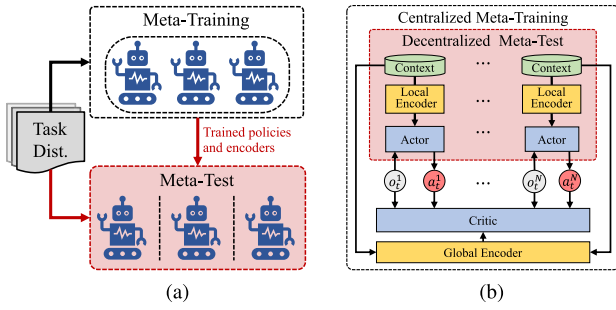 Meta-Training
Task
Dist.
Trained policies
and encoders
Meta-Test
(a)
Centralized Meta-Training
Decentralized Meta-Test
Context ... Context
Local
Encoder
...
Local
Encoder
Actor ... Actor
o_t^1 a_t^1 ... o_t^N a_t^N
Critic
Global Encoder
(b)